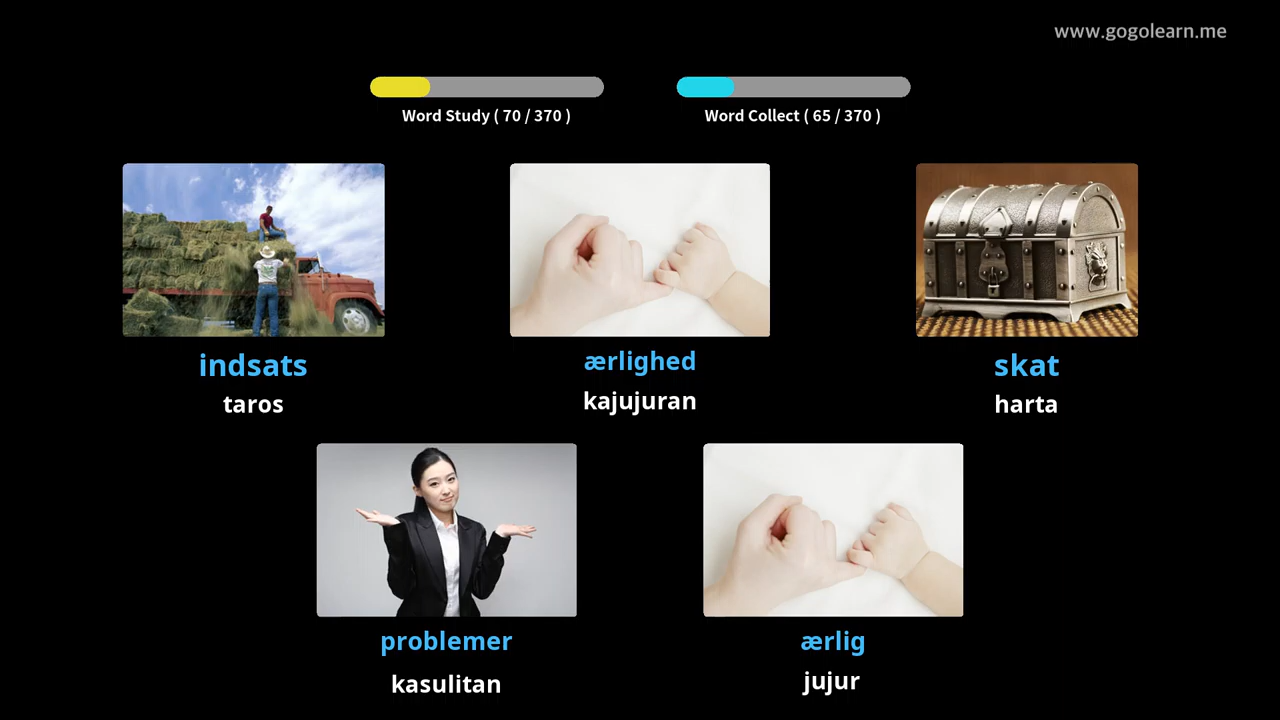 www.gogolearn.me
Word Study ( 70 / 370 )
Word Collect ( 65 / 370 )
indsats
taros
ærlighed
kajujuran
skat
harta
problemer
kasulitan
ærlig
jujur